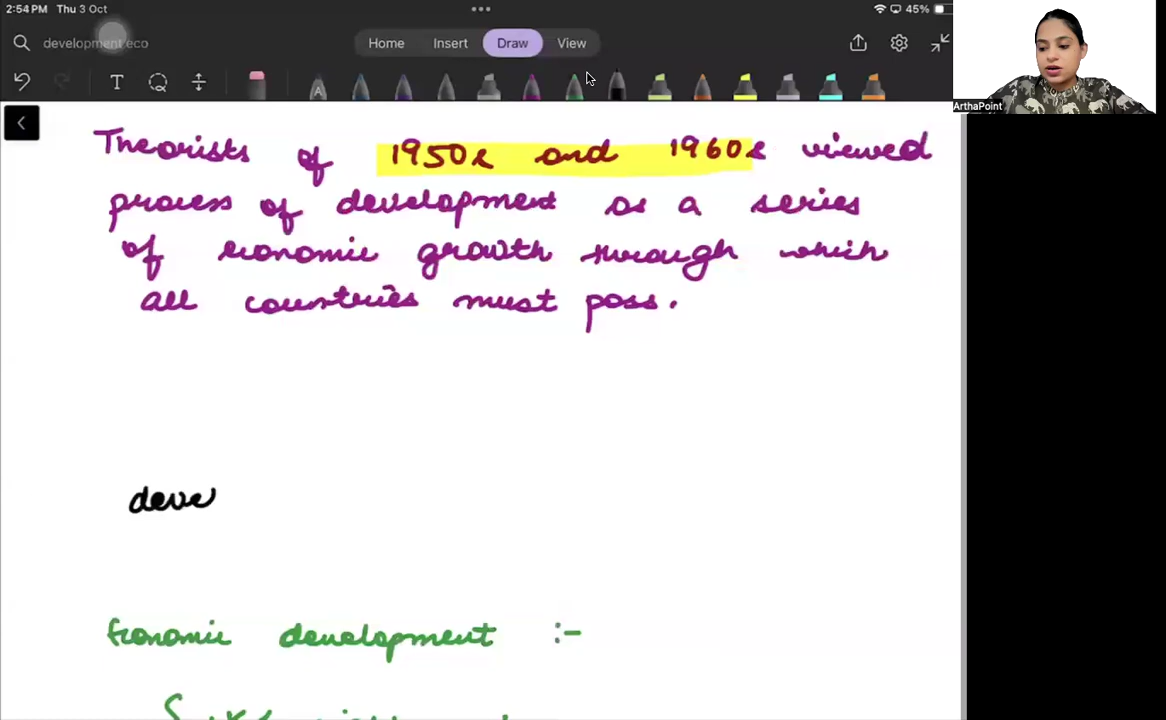 2:54 PM Thu 3 Oct
45%
development eco
Home Insert Draw View
T
A
ArthaPoint
Theorists of 1950s and 1960s viewed
process of development as a series
of economic growth through which
all countries must pass.
deve
Economic development :-